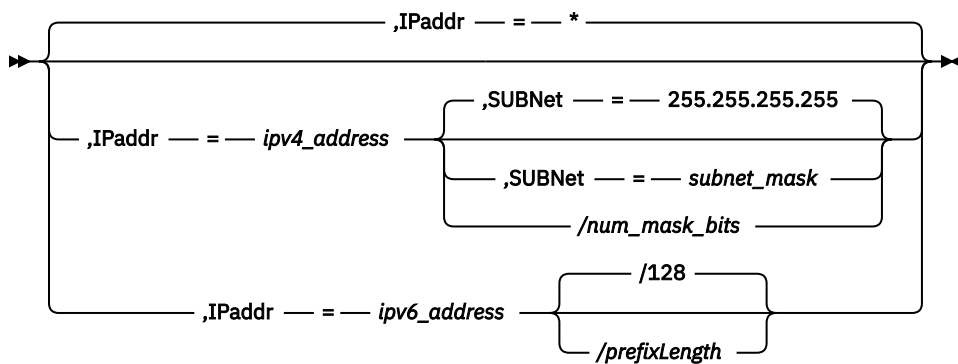 ,IPaddr = *
,SUBNet = 255.255.255.255
,IPaddr = ipv4_address
,SUBNet = subnet_mask
/num_mask_bits
/128
,IPaddr = ipv6_address
/prefixLength